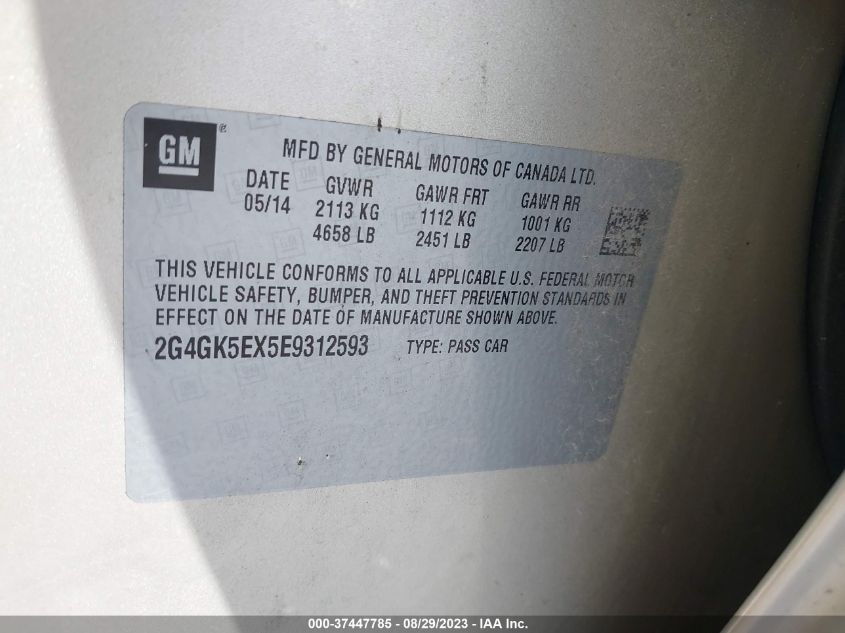 GM®
MFD BY GENERAL MOTORS OF CANADA LTD.
DATE GVWR GAWR FRT GAWR RR
05/14 2113 KG 1112 KG 1001 KG
4658 LB 2451 LB 2207 LB
THIS VEHICLE CONFORMS TO ALL APPLICABLE U.S. FEDERAL MOTOR
VEHICLE SAFETY, BUMPER, AND THEFT PREVENTION STANDARDS IN
EFFECT ON THE DATE OF MANUFACTURE SHOWN ABOVE.
2G4GK5EX5E9312593 TYPE: PASS CAR
000-37447785 - 08/29/2023 - IAA Inc.